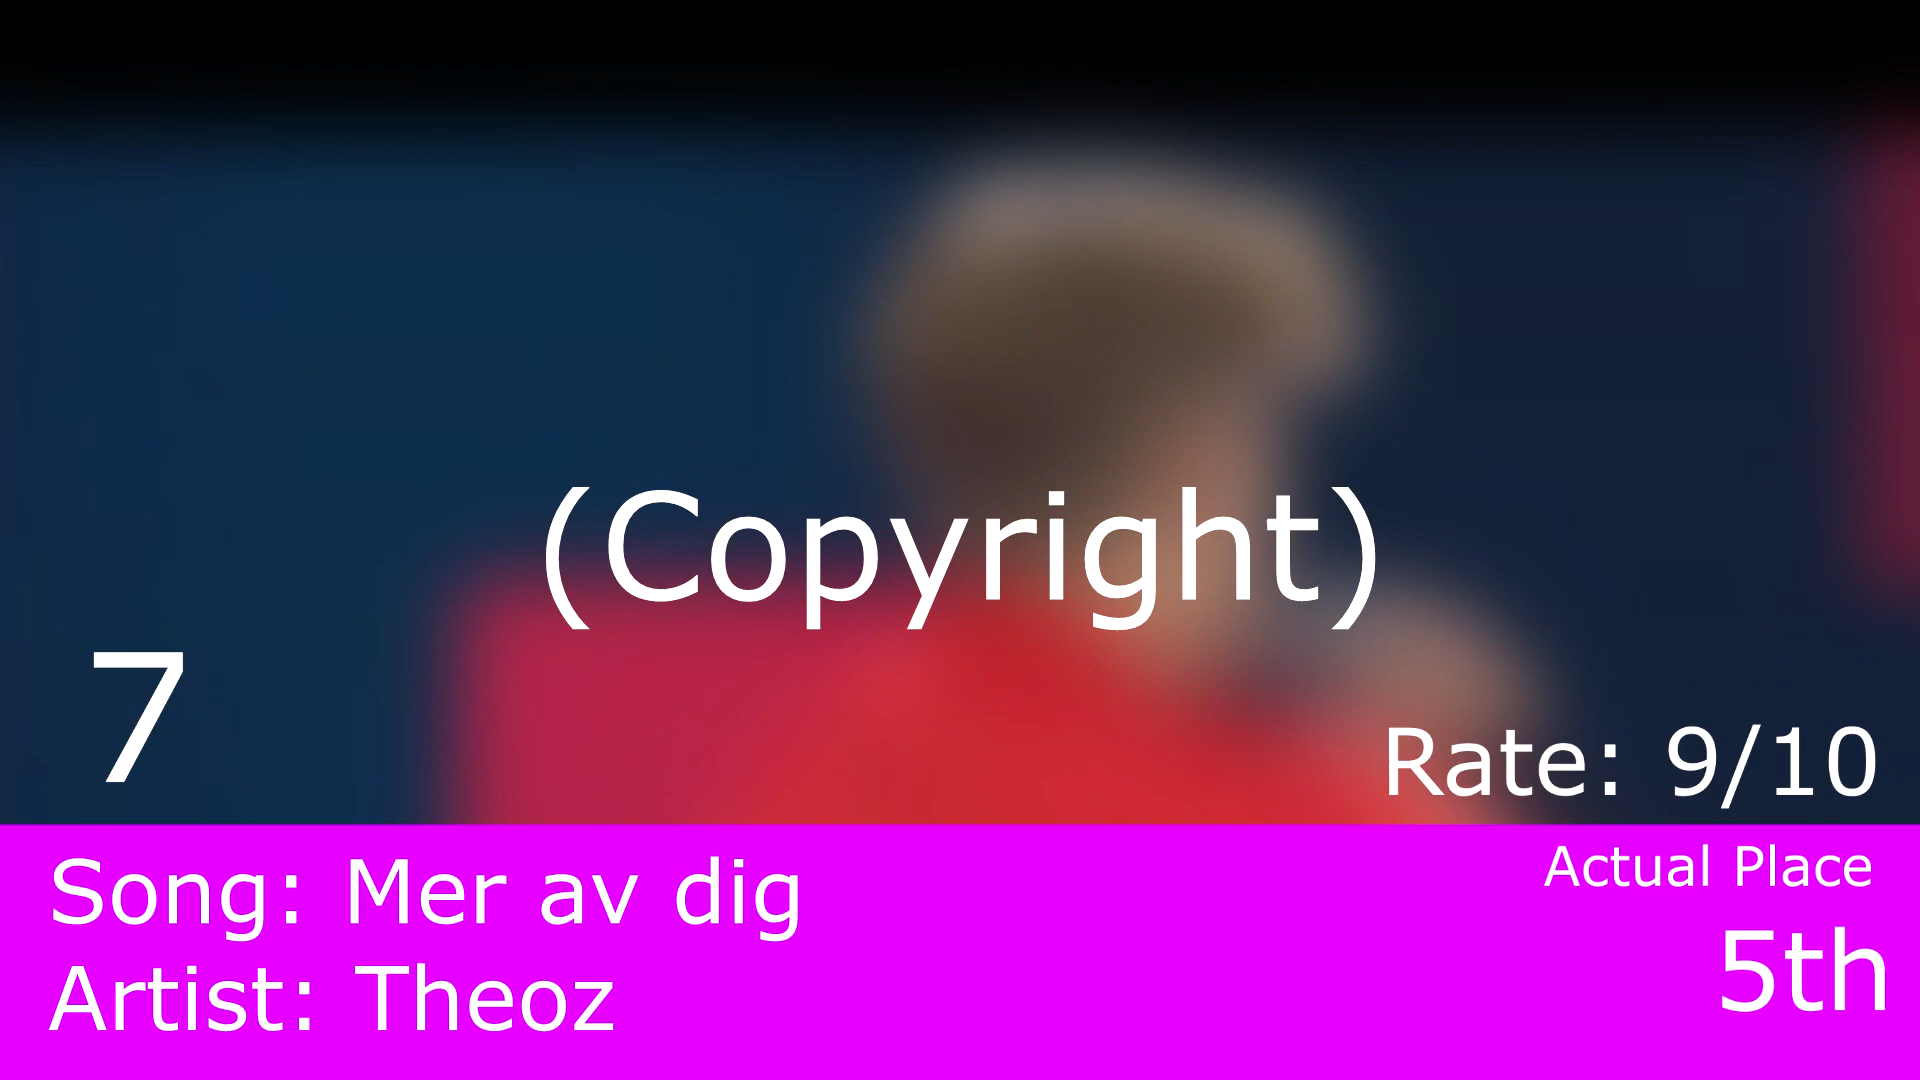 (Copyright)
7
Rate: 9/10
Song: Mer av dig
Artist: Theoz
Actual Place
5th